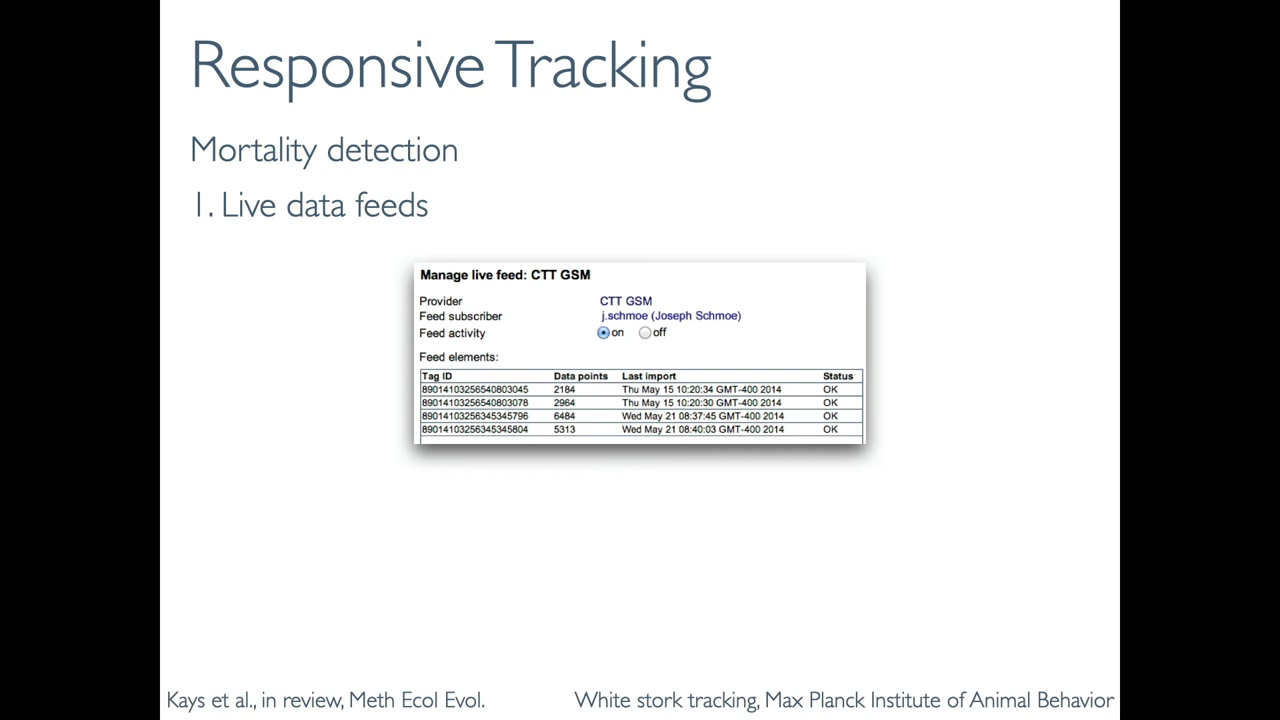 Responsive Tracking
Mortality detection
1. Live data feeds
Manage live feed: CTT GSM
Provider CTT GSM
Feed subscriber j.schmoe (Joseph Schmoe)
Feed activity on off
Feed elements:
Tag ID Data points Last import Status
89014103256540803045 2184 Thu May 15 10:20:34 GMT-400 2014 OK
89014103256540803078 2964 Thu May 15 10:20:30 GMT-400 2014 OK
89014103256345345796 6484 Wed May 21 08:37:45 GMT-400 2014 OK
89014103256345345804 5313 Wed May 21 08:40:03 GMT-400 2014 OK
Kays et al., in review, Meth Ecol Evol. White stork tracking, Max Planck Institute of Animal Behavior